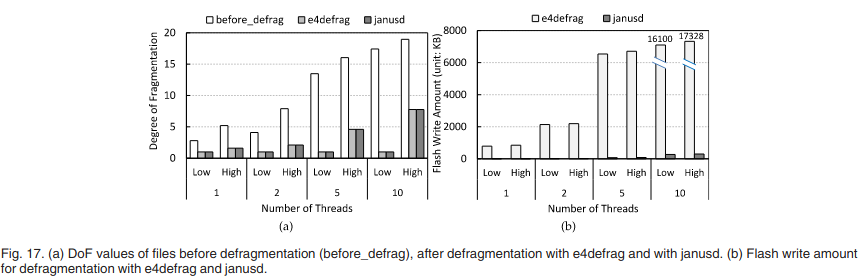 before_defrag e4defrag janusd
Degree of Fragmentation
20
15
10
5
0
Low High Low High Low High Low High
1 2 5 10
Number of Threads
(a)
e4defrag janusd
Flash Write Amount (unit: KB)
8000
6000
4000
2000
0
16100 17328
Low High Low High Low High Low High
1 2 5 10
Number of Threads
(b)
Fig. 17. (a) DoF values of files before defragmentation (before_defrag), after defragmentation with e4defrag and with janusd. (b) Flash write amount
for defragmentation with e4defrag and janusd.